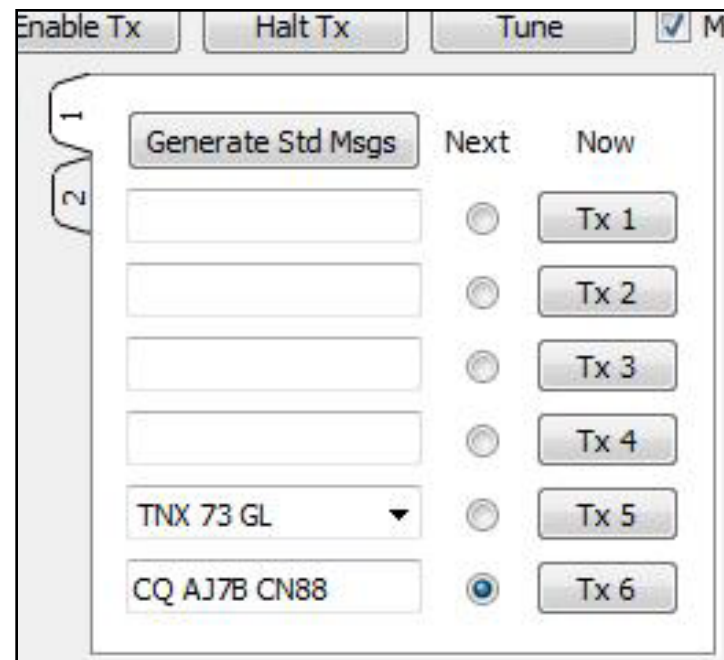 Enable Tx Halt Tx Tune M
1
Generate Std Msgs Next Now
2
Tx 1
Tx 2
Tx 3
Tx 4
TNX 73 GL Tx 5
CQ AJ7B CN88 Tx 6